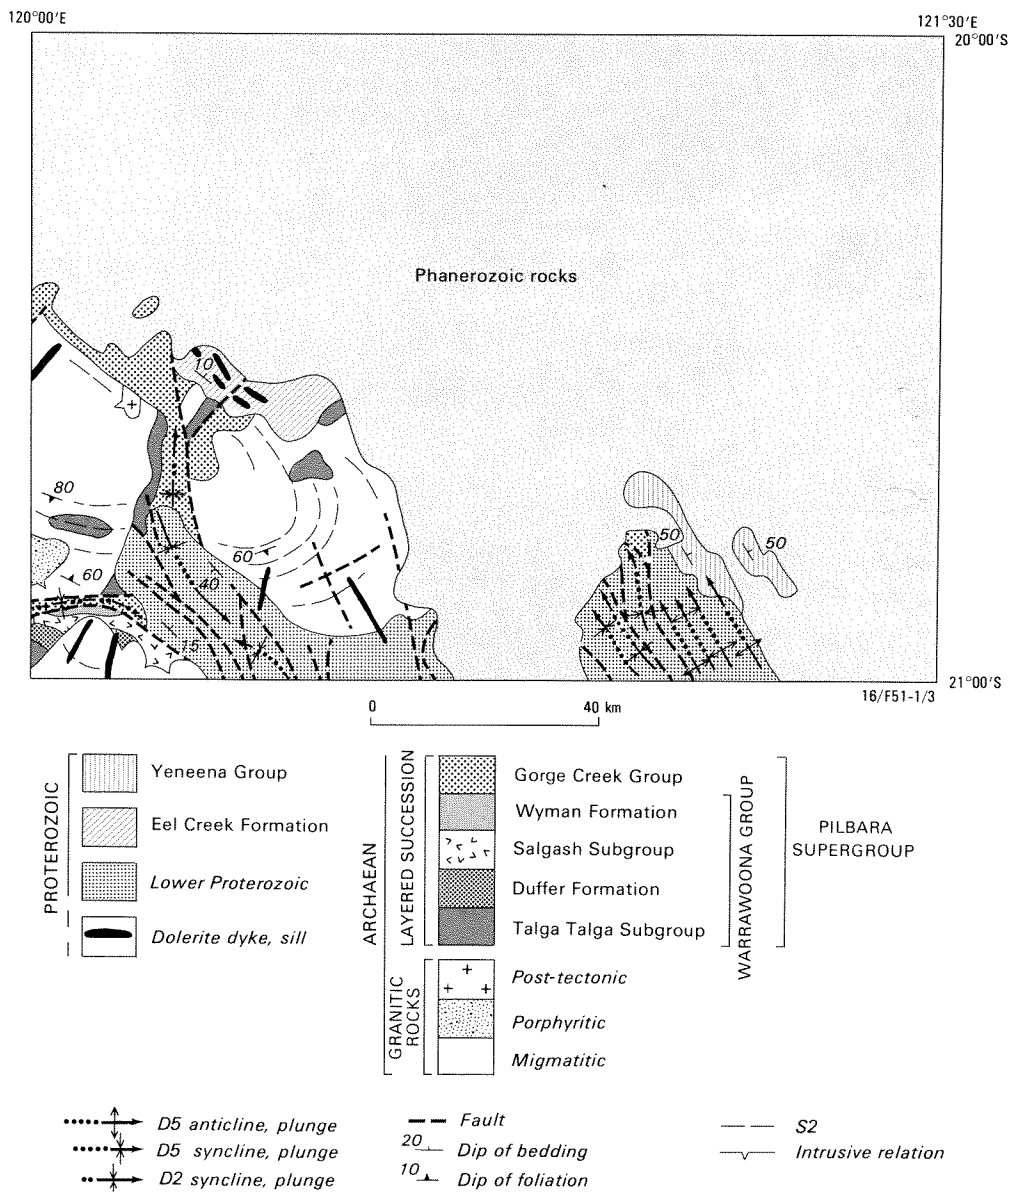 120°00'E
121°30'E
20°00'S
Phanerozoic rocks
10
80
50
50
60
60
40
15
21°00'S
16/F51-1/3
0 40 km
PROTEROZOIC
Yeneena Group
Eel Creek Formation
Lower Proterozoic
Dolerite dyke, sill
ARCHAEAN
LAYERED SUCCESSION
Gorge Creek Group
Wyman Formation
Salgash Subgroup
Duffer Formation
Talga Talga Subgroup
WARRAWOONA GROUP
PILBARA
SUPERGROUP
GRANITIC
ROCKS
Post-tectonic
Porphyritic
Migmatitic
D5 anticline, plunge
D5 syncline, plunge
D2 syncline, plunge
Fault
20 Dip of bedding
10 Dip of foliation
S2
Intrusive relation